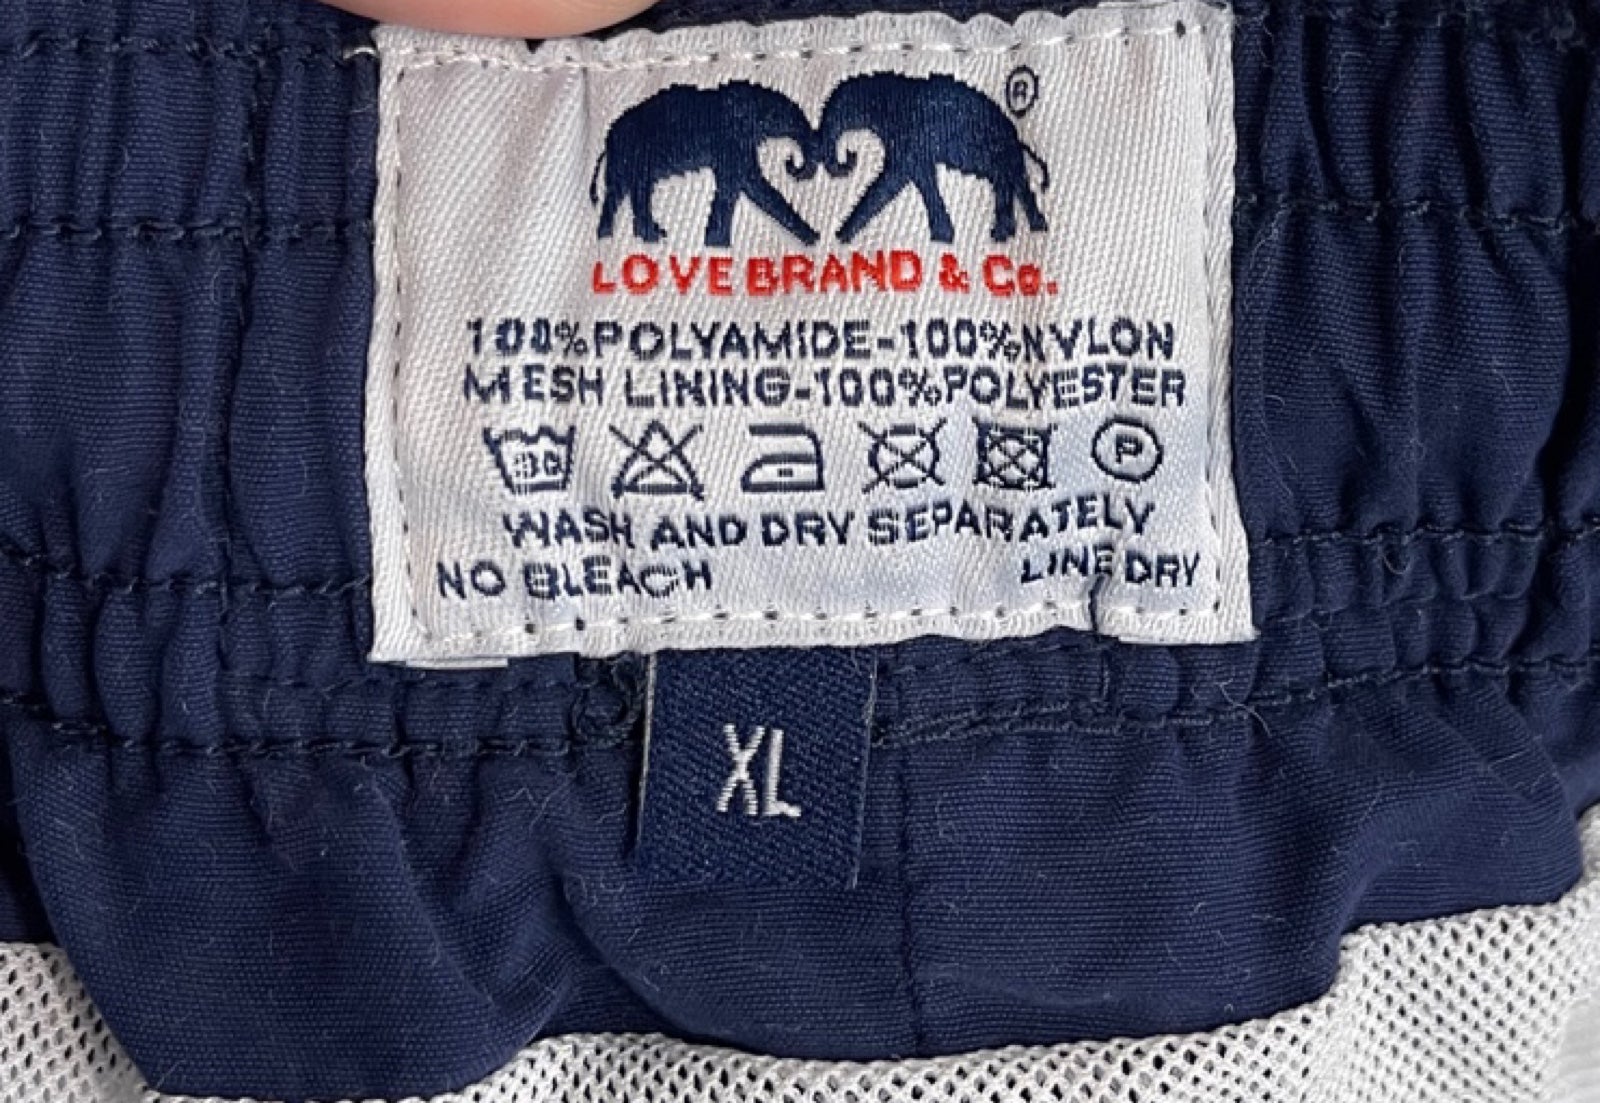 ®
LOVE BRAND & Co.
100% POLYAMIDE-100% NYLON
MESH LINING-100% POLYESTER
30 P
WASH AND DRY SEPARATELY
NO BLEACH LINE DRY
XL